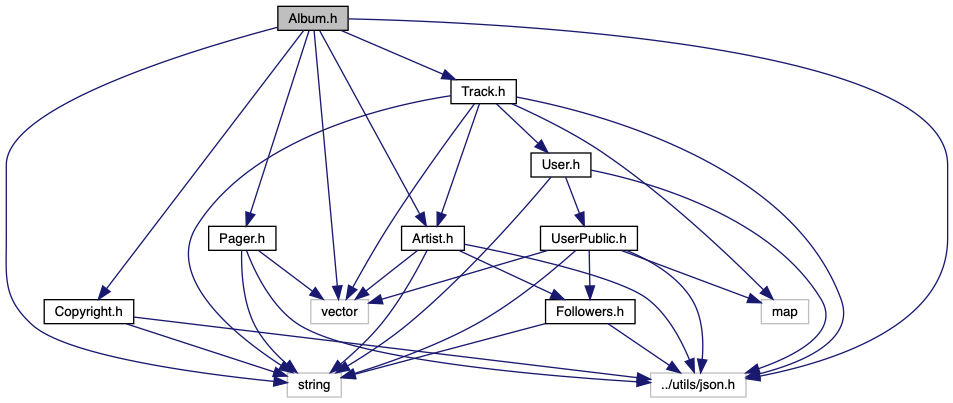 Album.h
Track.h
User.h
Pager.h
Artist.h
UserPublic.h
Copyright.h
vector
Followers.h
map
string
../utils/json.h